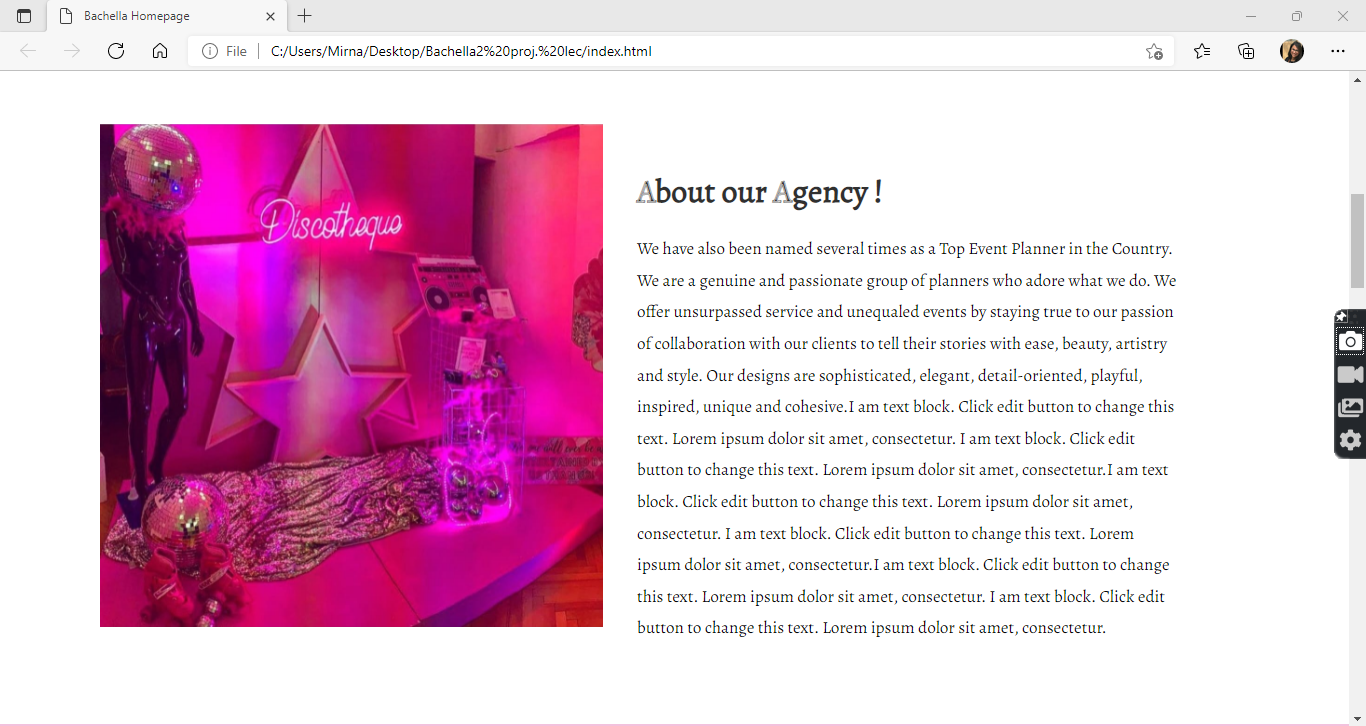 Bachella Homepage
File
C:/Users/Mirna/Desktop/Bachella2%20proj.%20lec/index.html
Discotheque
About our Agency !
We have also been named several times as a Top Event Planner in the Country.
We are a genuine and passionate group of planners who adore what we do. We
offer unsurpassed service and unequaled events by staying true to our passion
of collaboration with our clients to tell their stories with ease, beauty, artistry
and style. Our designs are sophisticated, elegant, detail-oriented, playful,
inspired, unique and cohesive.I am text block. Click edit button to change this
text. Lorem ipsum dolor sit amet, consectetur. I am text block. Click edit
button to change this text. Lorem ipsum dolor sit amet, consectetur.I am text
block. Click edit button to change this text. Lorem ipsum dolor sit amet,
consectetur. I am text block. Click edit button to change this text. Lorem
ipsum dolor sit amet, consectetur.I am text block. Click edit button to change
this text. Lorem ipsum dolor sit amet, consectetur. I am text block. Click edit
button to change this text. Lorem ipsum dolor sit amet, consectetur.